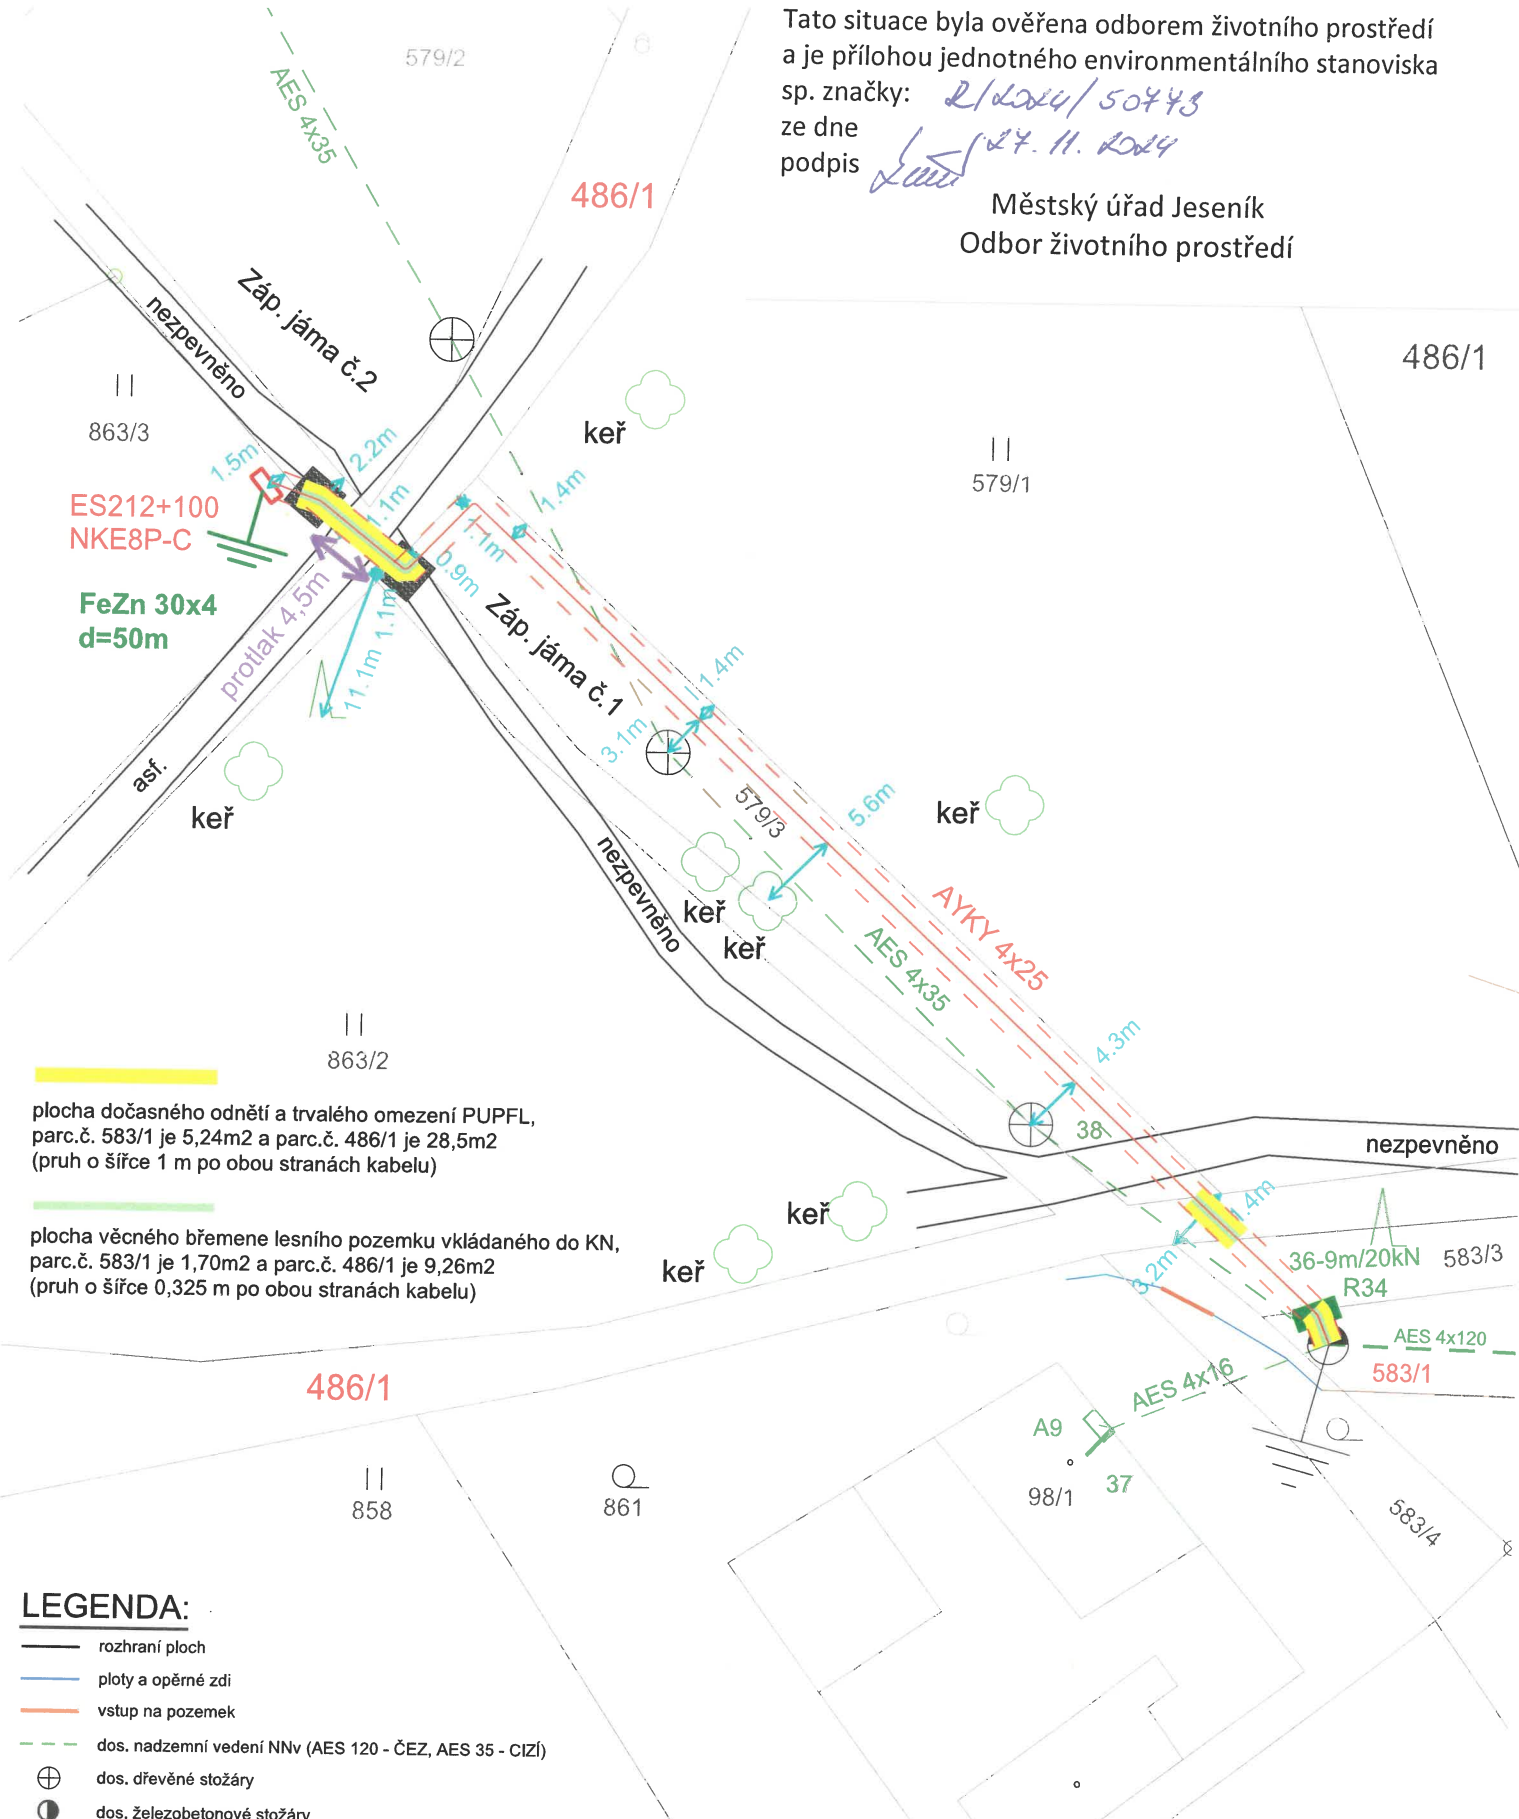 Tato situace byla ověřena odborem životního prostředí
a je přílohou jednotného environmentálního stanoviska
sp. značky: R/2024/50773
ze dne 27. 11. 2024
podpis
Městský úřad Jeseník
Odbor životního prostředí
579/2
AES 4x35
486/1
Záp. jáma č.2
nezpevněno
486/1
863/3
keř
579/1
1.5m
2.2m
1.4m
ES212+100
NKE8P-C
1.1m
1.1m
0.9m
FeZn 30x4
d=50m
protlak 4,5m
1.1m
11.1m
Záp. jáma č.1
1.4m
3.1m
asf.
keř
579/3
5.6m
keř
nezpevněno
keř
keř
AES 4x35
AYKY 4x25
863/2
4.3m
38
nezpevněno
plocha dočasného odnětí a trvalého omezení PUPFL,
parc.č. 583/1 je 5,24m2 a parc.č. 486/1 je 28,5m2
(pruh o šířce 1 m po obou stranách kabelu)
plocha věcného břemene lesního pozemku vkládaného do KN,
parc.č. 583/1 je 1,70m2 a parc.č. 486/1 je 9,26m2
(pruh o šířce 0,325 m po obou stranách kabelu)
keř
keř
1.4m
3.2m
36-9m/20kN
R34
583/3
AES 4x120
583/1
486/1
AES 4x16
A9
37
98/1
858
861
583/4
LEGENDA:
rozhraní ploch
ploty a opěrné zdi
vstup na pozemek
dos. nadzemní vedení NNv (AES 120 - ČEZ, AES 35 - CIZÍ)
dos. dřevěné stožáry
dos. železobetonové stožáry